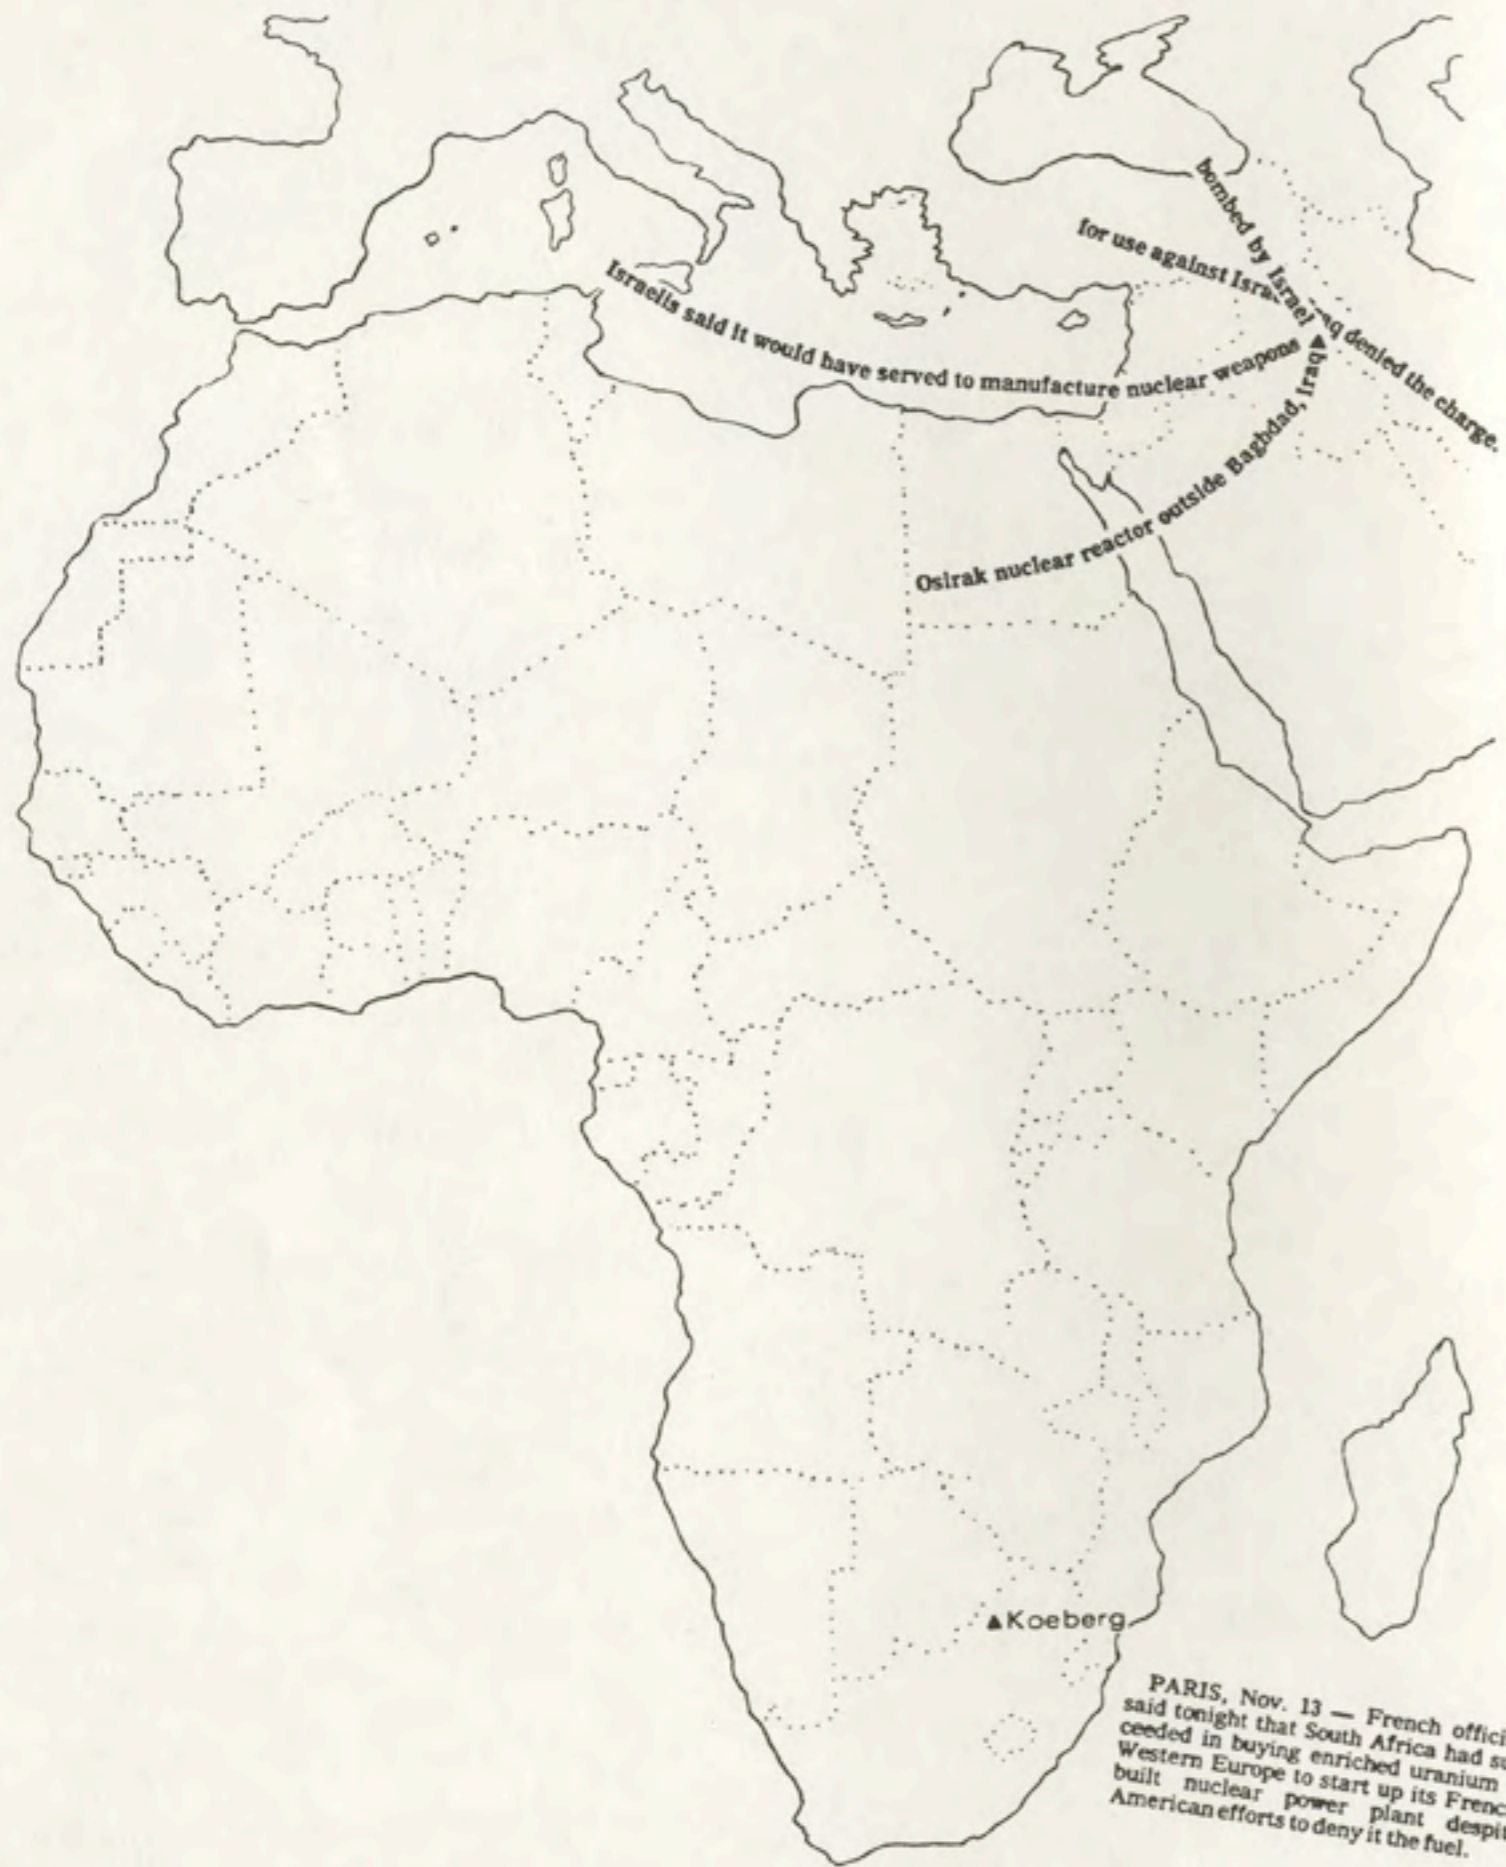 bombed by Israel
for use against Isra
aq denied the charge.
Israelis said it would have served to manufacture nuclear weapons
Osirak nuclear reactor outside Baghdad, Iraq
Koeberg
PARIS, Nov. 13 — French offici
said tonight that South Africa had su
ceeded in buying enriched uranium
Western Europe to start up its Frenc
built nuclear power plant despit
American efforts to deny it the fuel.